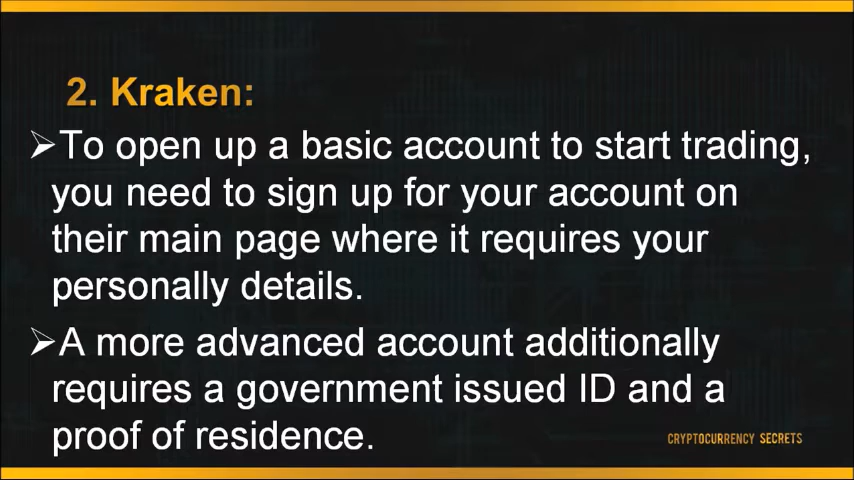 2. Kraken:
➢To open up a basic account to start trading,
you need to sign up for your account on
their main page where it requires your
personally details.
➢A more advanced account additionally
requires a government issued ID and a
proof of residence.
CRYPTOCURRENCY SECRETS